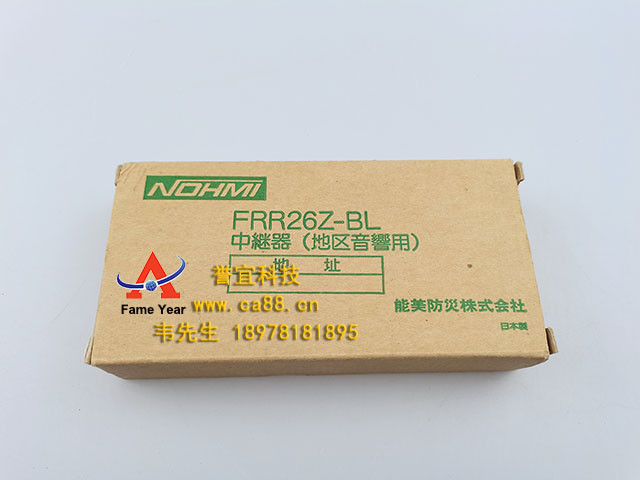 NOHMI
FRR26Z-BL
中継器（地区音響用）
地 址
誉宜科技
Fame Year
www.ca88.cn
能美防災株式会社
韦先生 18978181895
日本製